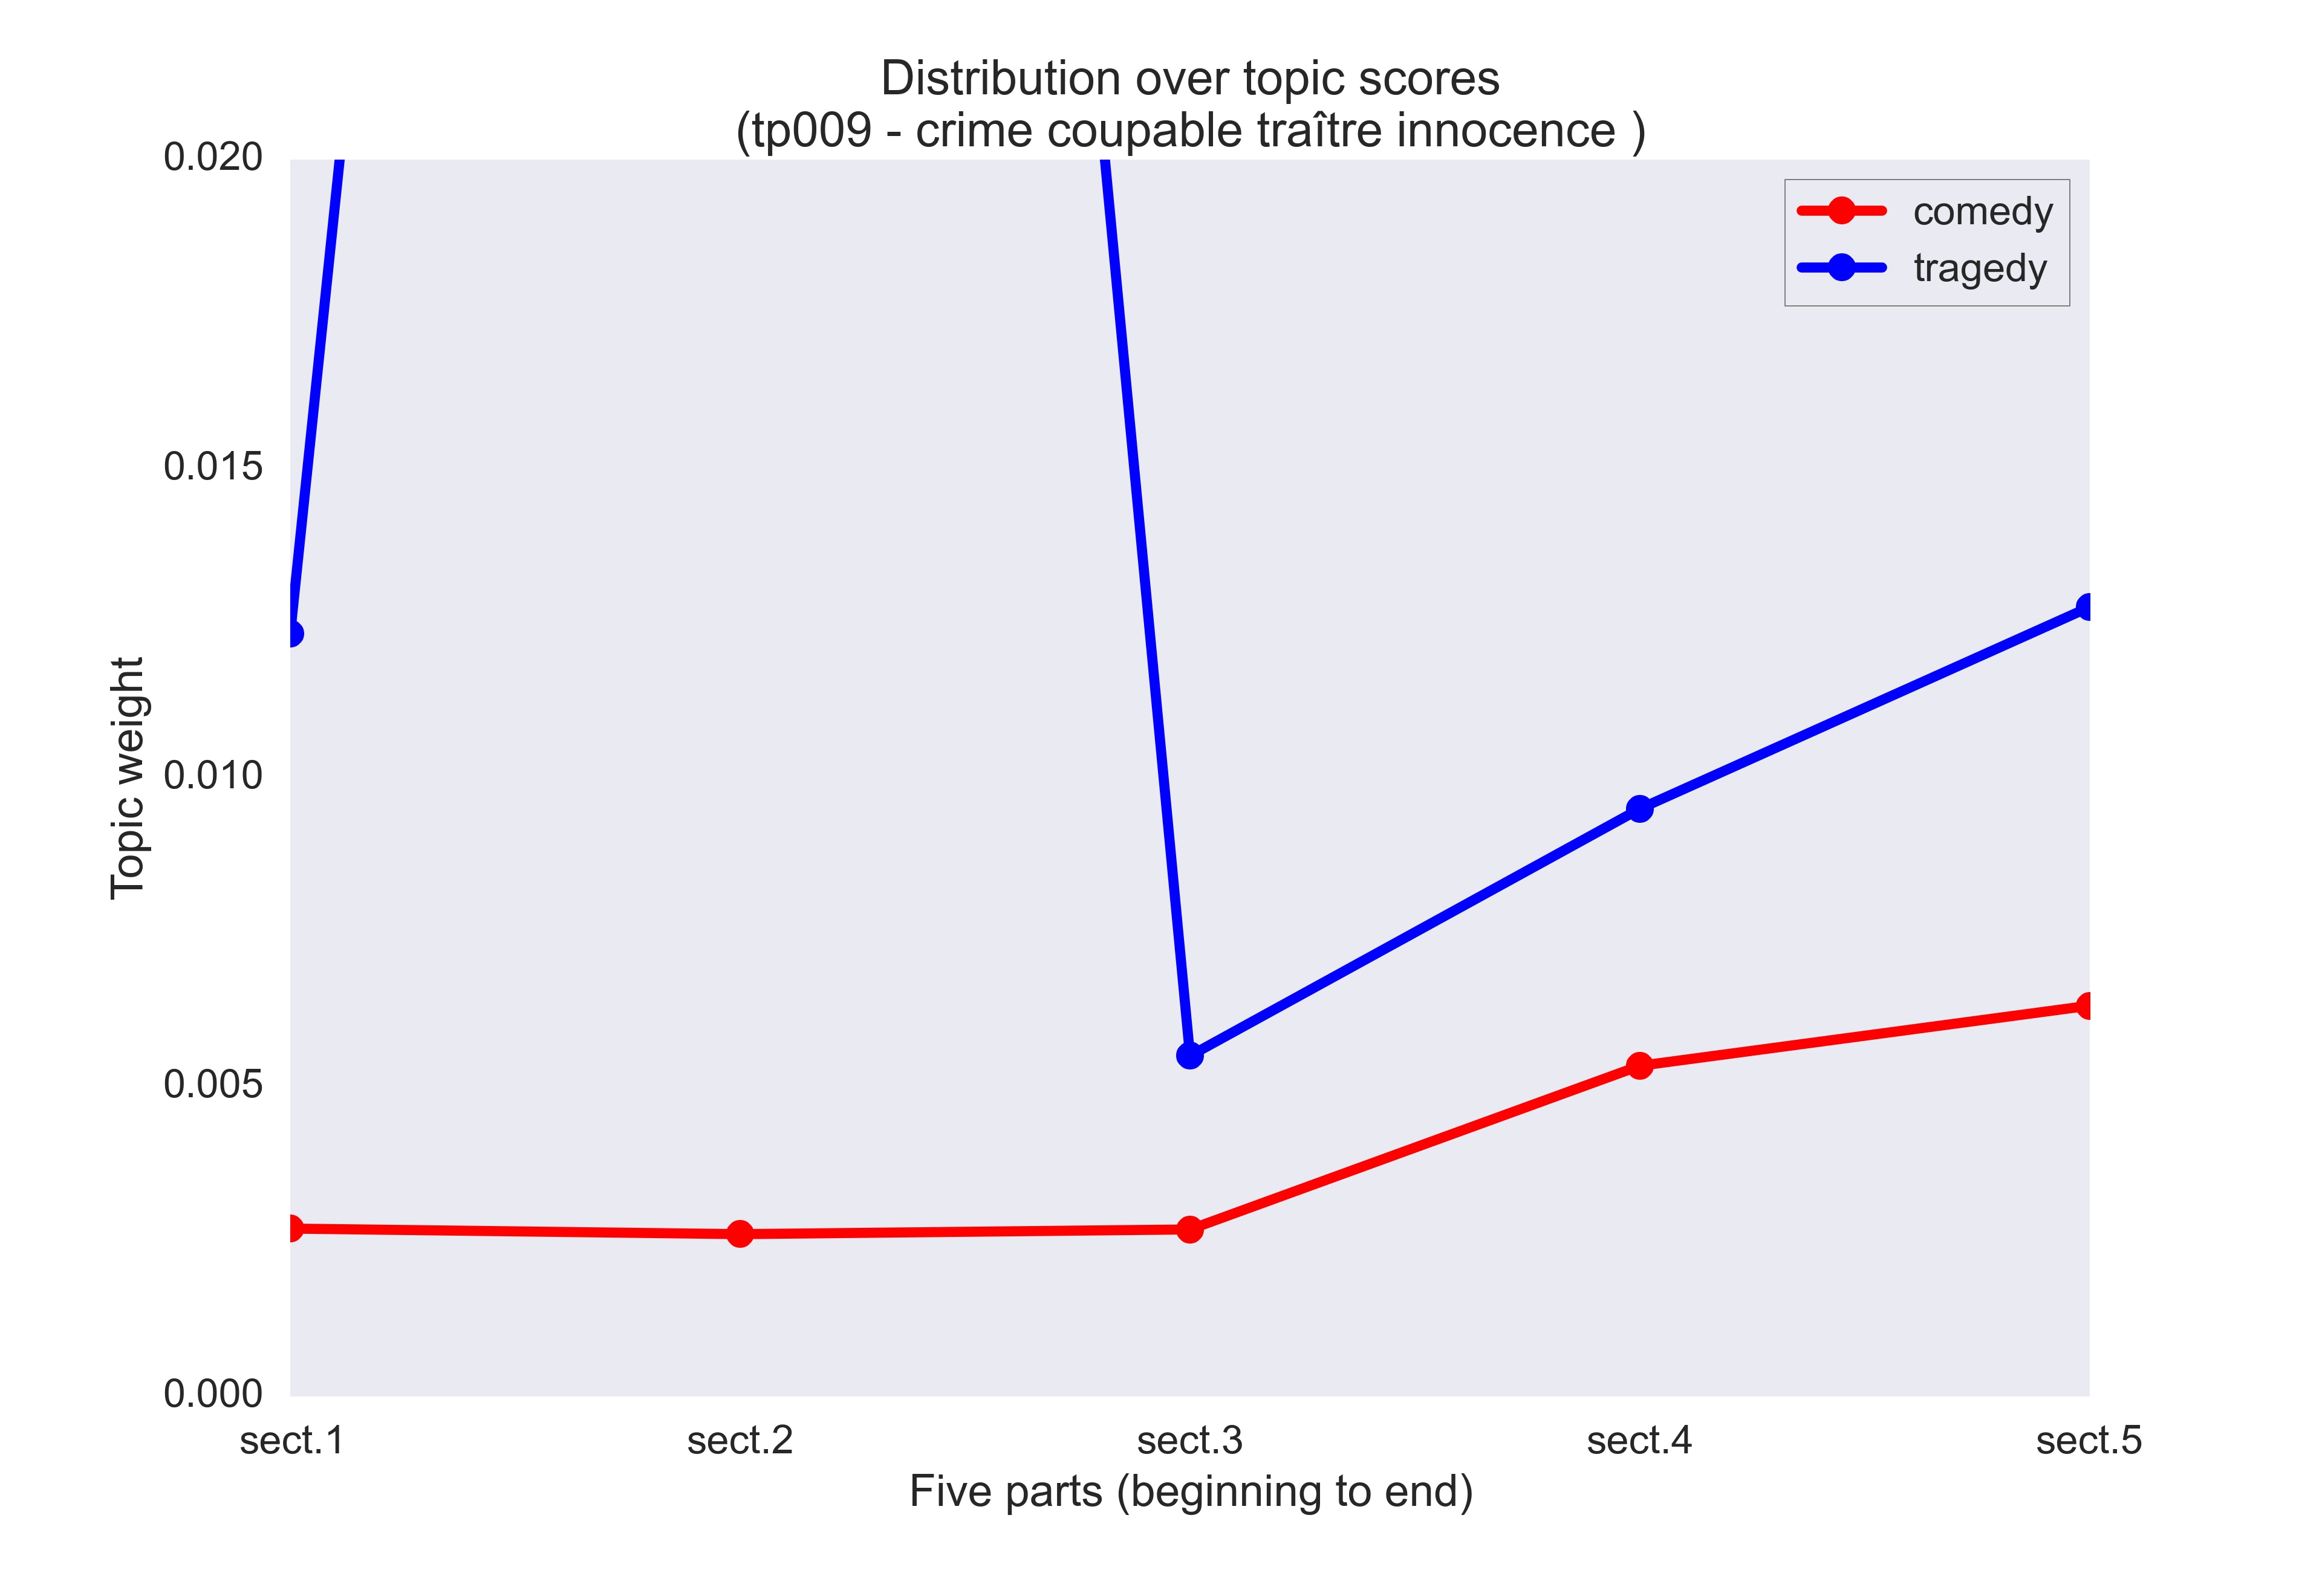 Distribution over topic scores
(tp009 - crime coupable traître innocence )
0.020
0.015
0.010
0.005
0.000
Topic weight
comedy
tragedy
sect.1 sect.2 sect.3 sect.4 sect.5
Five parts (beginning to end)